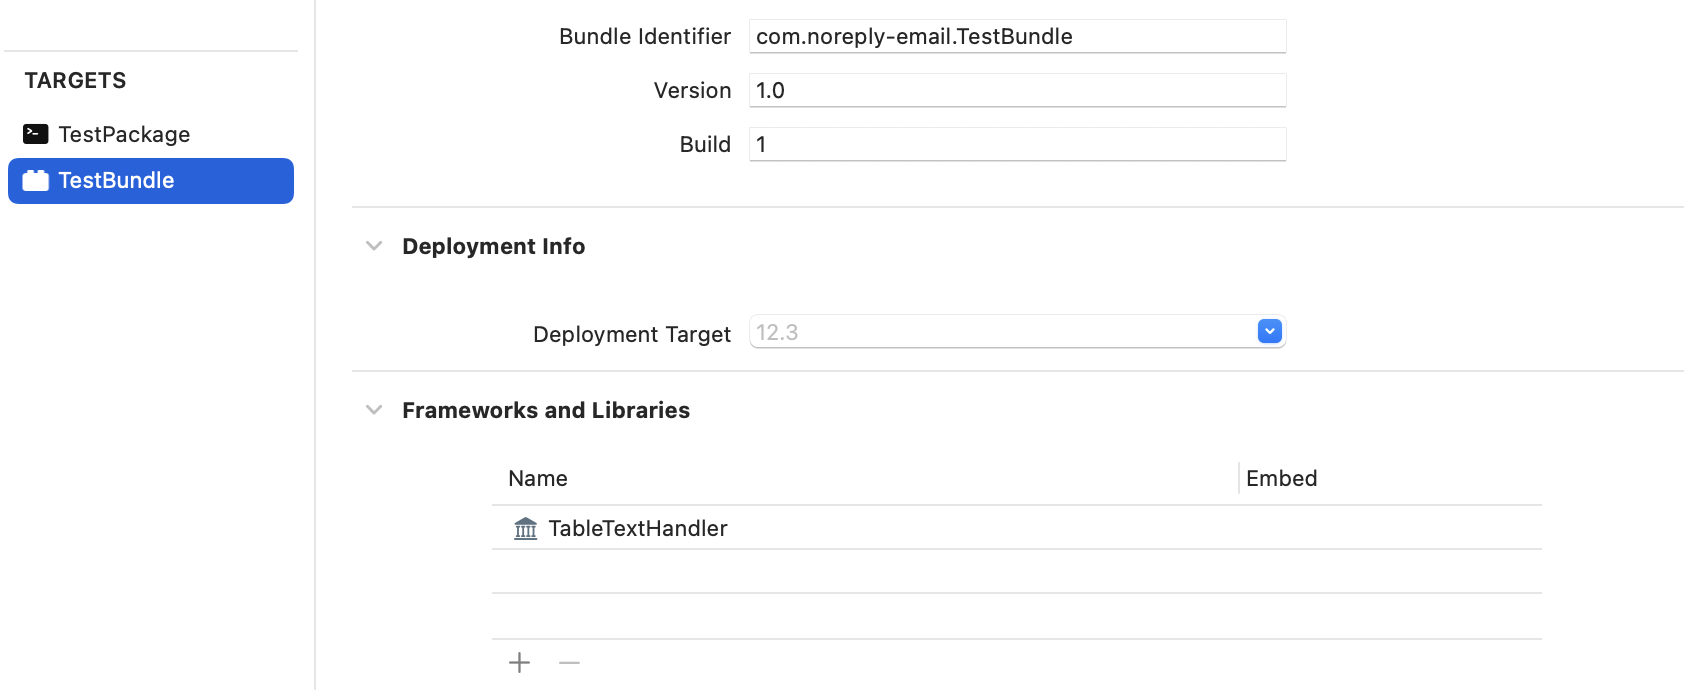 TARGETS
TestPackage
TestBundle
Bundle Identifier com.noreply-email.TestBundle
Version 1.0
Build 1
Deployment Info
Deployment Target 12.3
Frameworks and Libraries
Name Embed
TableTextHandler